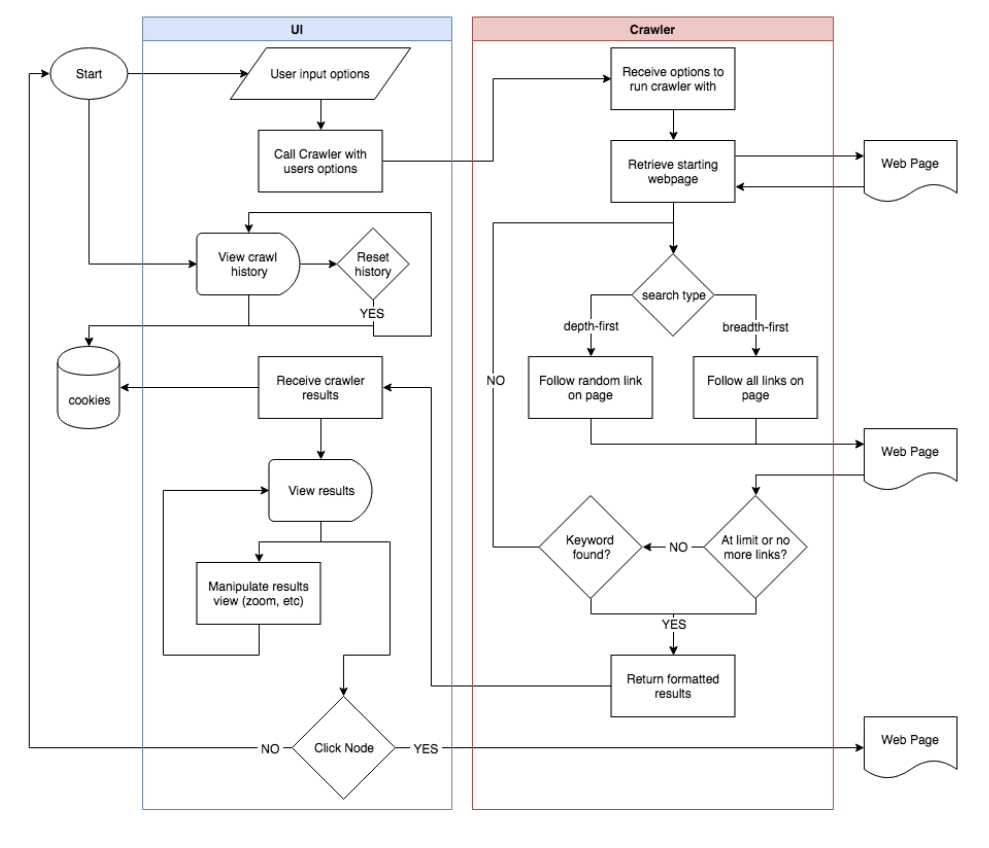 UI
Crawler
Start
User input options
Receive options to
run crawler with
Call Crawler with
users options
Retrieve starting
webpage
Web Page
View crawl
history
Reset
history
YES
search type
depth-first
breadth-first
cookies
Receive crawler
results
NO
Follow random link
on page
Follow all links on
page
Web Page
View results
Keyword
found?
NO
At limit or no
more links?
Manipulate results
view (zoom, etc)
YES
Return formatted
results
NO
Click Node
YES
Web Page